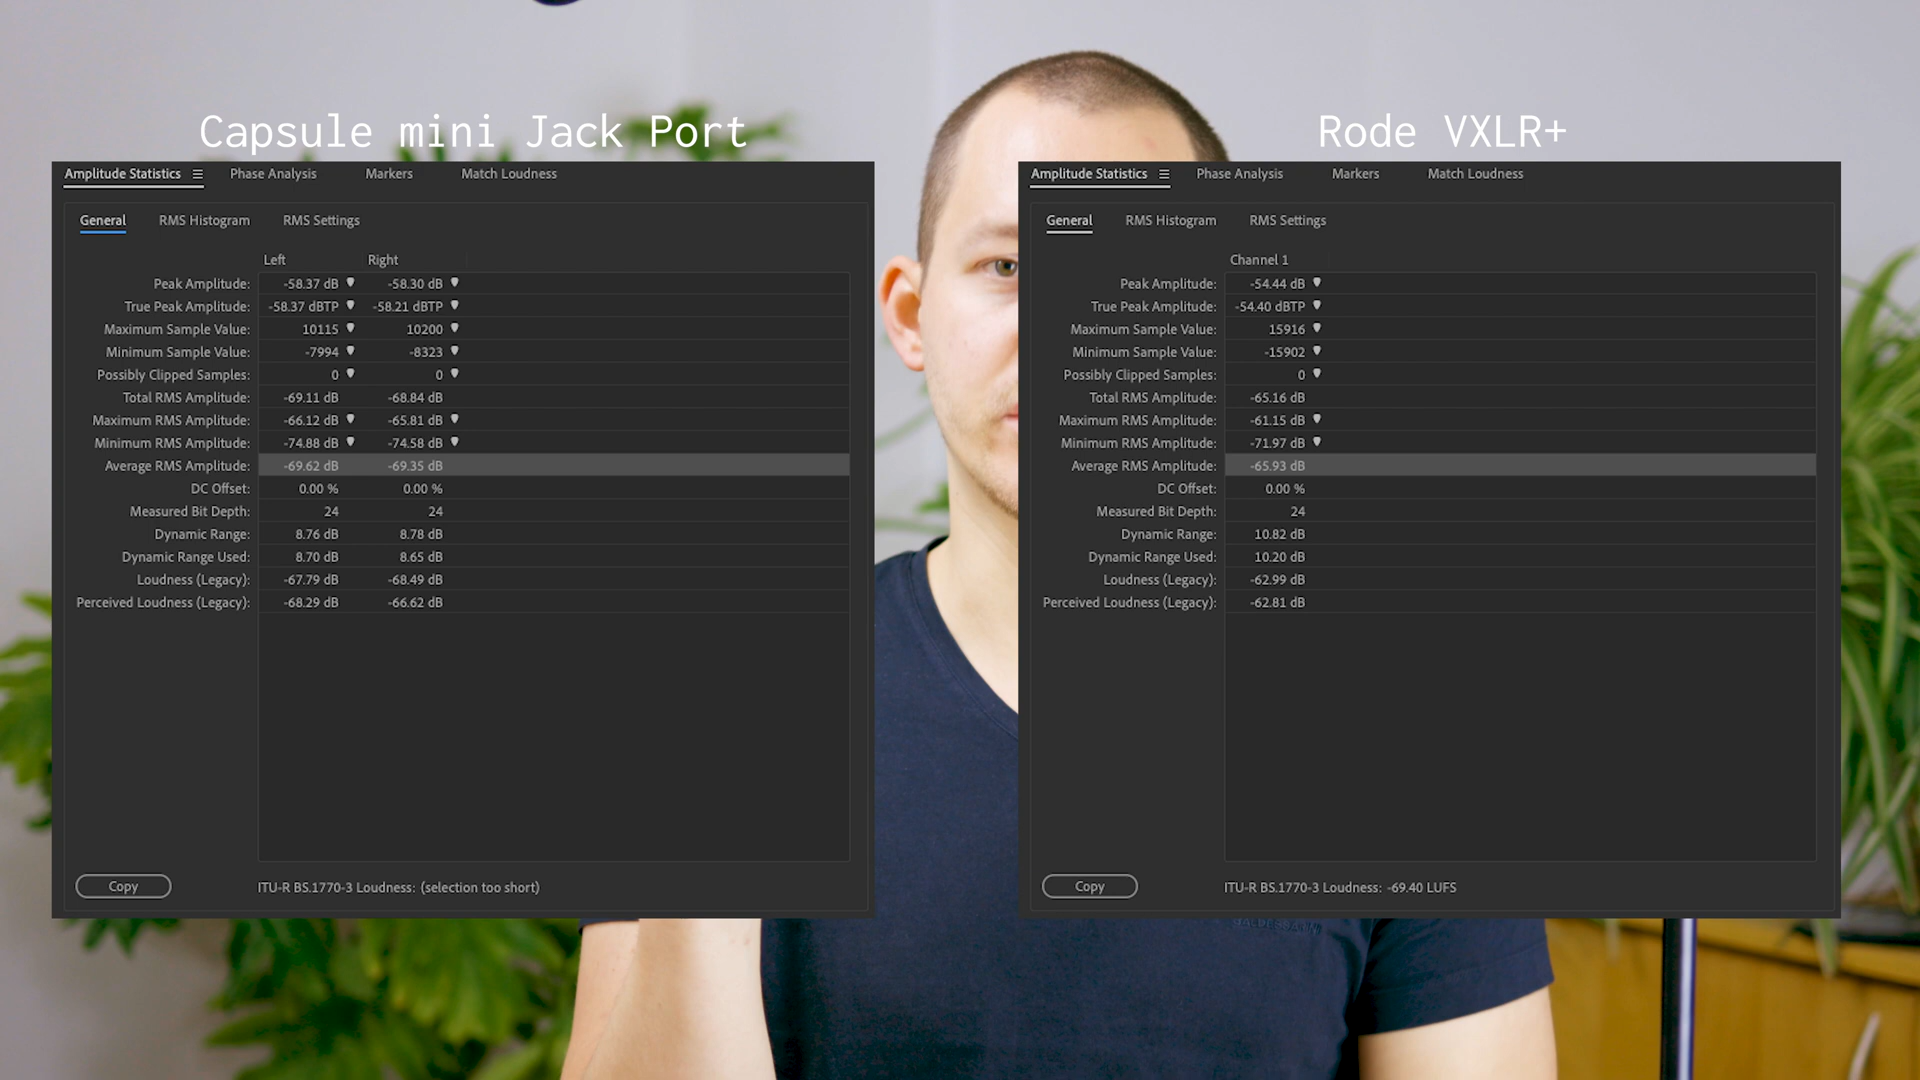 Capsule mini Jack Port
Amplitude Statistics Phase Analysis Markers Match Loudness
General RMS Histogram RMS Settings
Left Right
Peak Amplitude: -58.37 dB -58.30 dB
True Peak Amplitude: -58.37 dBTP -58.21 dBTP
Maximum Sample Value: 10115 10200
Minimum Sample Value: -7994 -8323
Possibly Clipped Samples: 0 0
Total RMS Amplitude: -69.11 dB -68.84 dB
Maximum RMS Amplitude: -66.12 dB -65.81 dB
Minimum RMS Amplitude: -74.88 dB -74.58 dB
Average RMS Amplitude: -69.62 dB -69.35 dB
DC Offset: 0.00 % 0.00 %
Measured Bit Depth: 24 24
Dynamic Range: 8.76 dB 8.78 dB
Dynamic Range Used: 8.70 dB 8.65 dB
Loudness (Legacy): -67.79 dB -68.49 dB
Perceived Loudness (Legacy): -68.29 dB -66.62 dB
Copy ITU-R BS.1770-3 Loudness: (selection too short)
Rode VXLR+
Amplitude Statistics Phase Analysis Markers Match Loudness
General RMS Histogram RMS Settings
Channel 1
Peak Amplitude: -54.44 dB
True Peak Amplitude: -54.40 dBTP
Maximum Sample Value: 15916
Minimum Sample Value: -15902
Possibly Clipped Samples: 0
Total RMS Amplitude: -65.16 dB
Maximum RMS Amplitude: -61.15 dB
Minimum RMS Amplitude: -71.97 dB
Average RMS Amplitude: -65.93 dB
DC Offset: 0.00 %
Measured Bit Depth: 24
Dynamic Range: 10.82 dB
Dynamic Range Used: 10.20 dB
Loudness (Legacy): -62.99 dB
Perceived Loudness (Legacy): -62.81 dB
Copy ITU-R BS.1770-3 Loudness: -69.40 LUFS